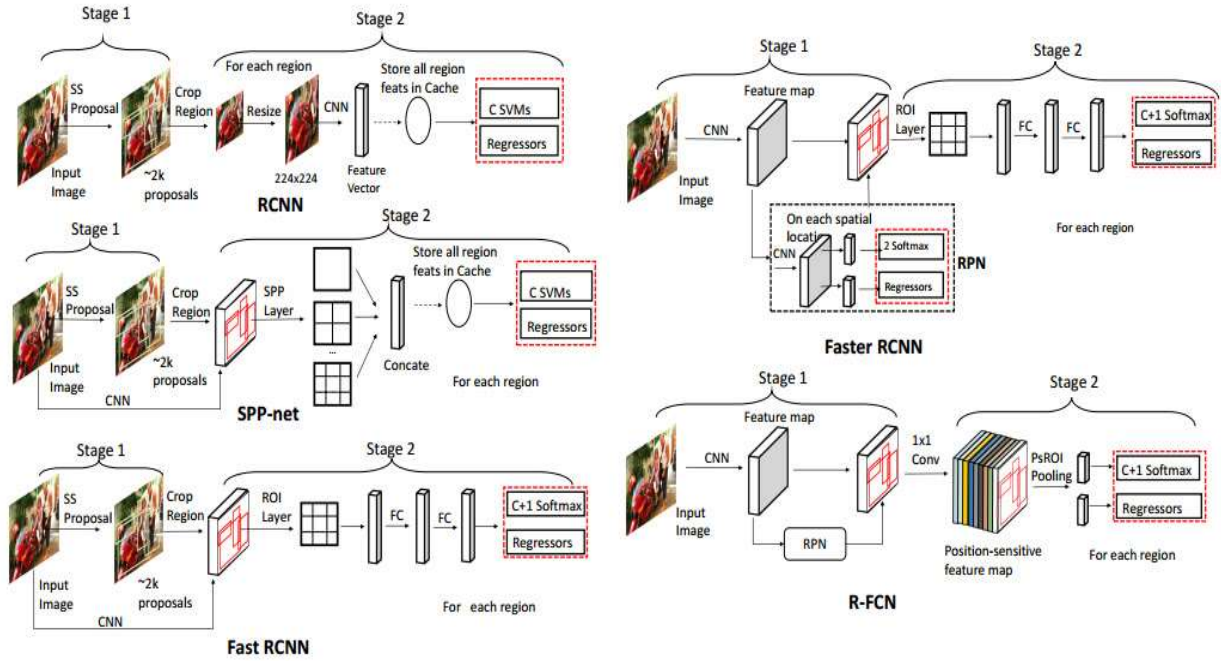 Stage 1
Stage 2
For each region
Store all region
feats in Cache
SS
Proposal
Crop
Region
Resize
CNN
C SVMs
Regressors
Input
Image
~2k
proposals
224x224
Feature
Vector
RCNN
Stage 1
Stage 2
Store all region
feats in Cache
SS
Proposal
Crop
Region
SPP
Layer
C SVMs
Regressors
...
Input
Image
~2k
proposals
Concate
For each region
CNN
SPP-net
Stage 1
Stage 2
SS
Proposal
Crop
Region
ROI
Layer
FC
FC
C+1 Softmax
Regressors
Input
Image
~2k
proposals
CNN
For each region
Fast RCNN
Stage 1
Stage 2
Feature map
CNN
ROI
Layer
FC
FC
C+1 Softmax
Regressors
Input
Image
On each spatial
location
CNN
2 Softmax
Regressors
RPN
For each region
Faster RCNN
Stage 1
Stage 2
Feature map
CNN
1x1
Conv
PsROI
Pooling
C+1 Softmax
Regressors
Input
Image
RPN
Position-sensitive
feature map
For each region
R-FCN